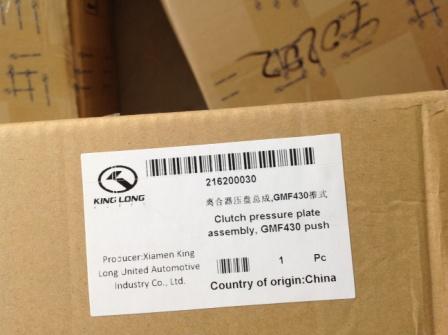 KING LONG
216200030
离合器压盘总成,GMF430推式
Clutch pressure plate
assembly, GMF430 push
Producer:Xiamen King
Long United Automotive
Industry Co., Ltd.
1 Pc
Country of origin:China